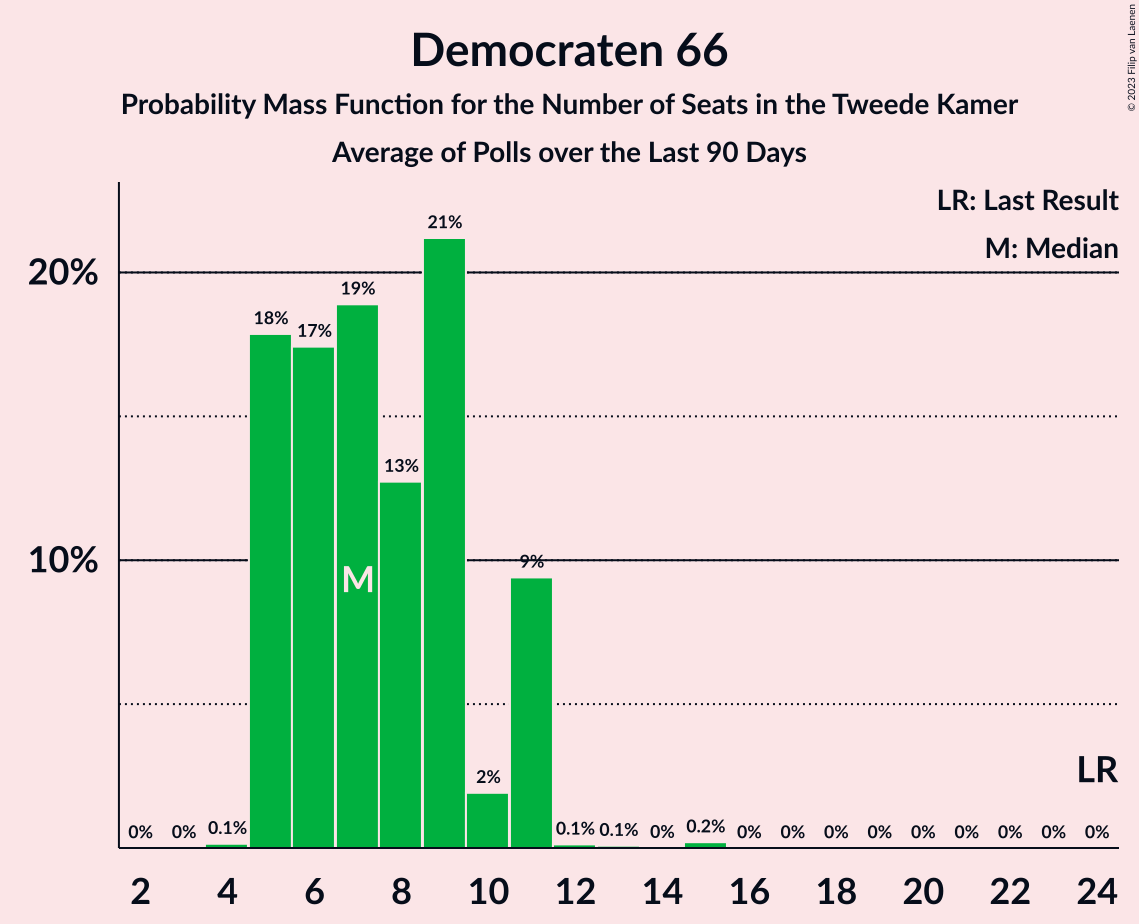 Democraten 66
Probability Mass Function for the Number of Seats in the Tweede Kamer
Average of Polls over the Last 90 Days
© 2023 Filip van Laenen
LR: Last Result
M: Median
20%
10%
0% 0% 0.1% 18% 17% 19% 13% 21% 2% 9% 0.1% 0.1% 0% 0.2% 0% 0% 0% 0% 0% 0% 0% 0% 0%
M
LR
2 4 6 8 10 12 14 16 18 20 22 24